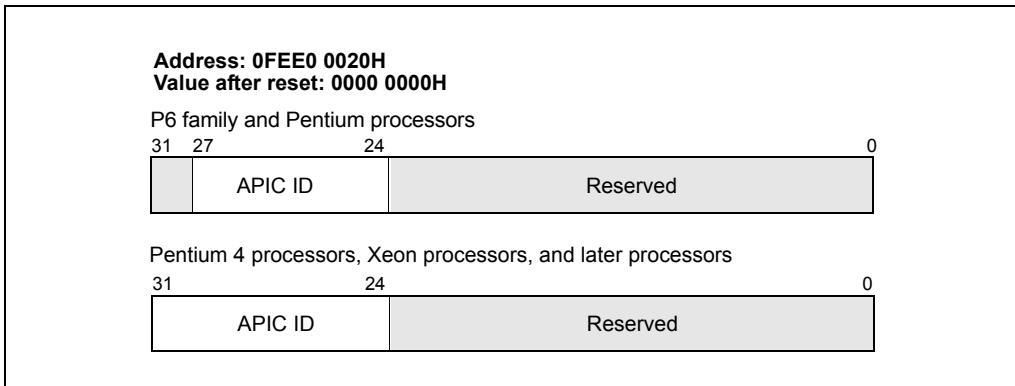 Address: 0FEE0 0020H
Value after reset: 0000 0000H
P6 family and Pentium processors
31 27 24 0
APIC ID Reserved
Pentium 4 processors, Xeon processors, and later processors
31 24 0
APIC ID Reserved